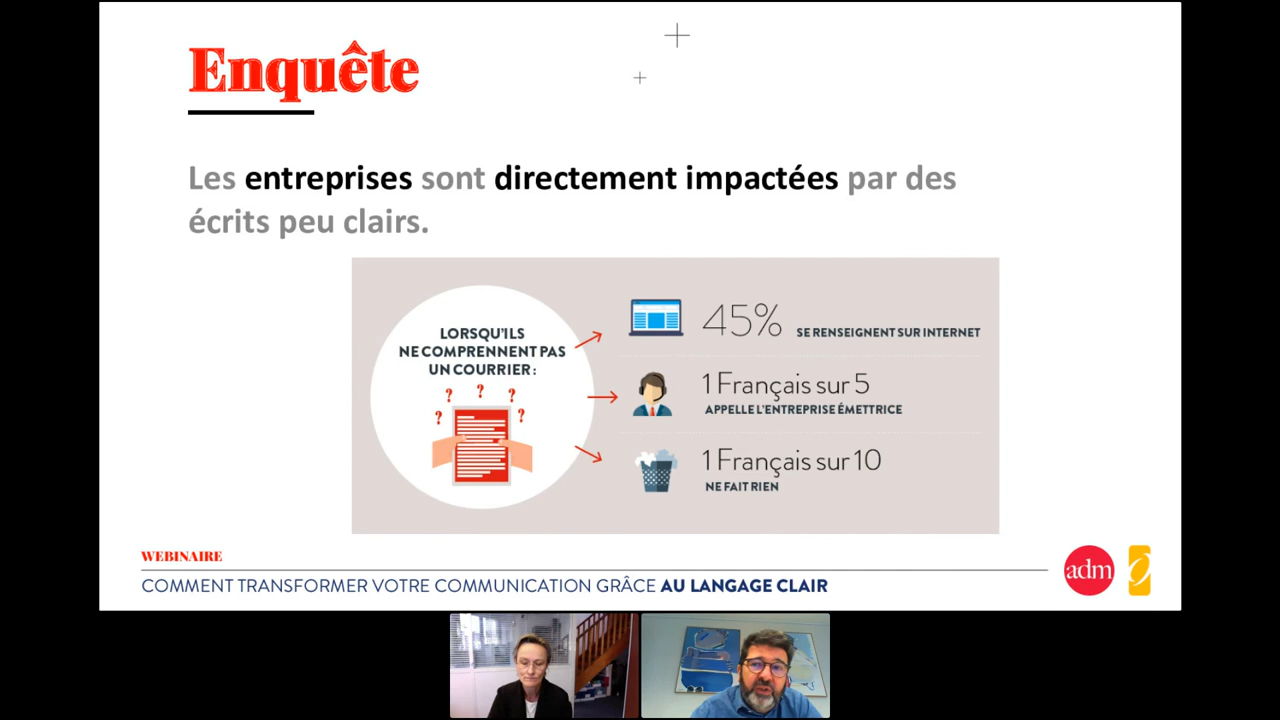 Enquête
Les entreprises sont directement impactées par des
écrits peu clairs.
LORSQU'ILS
NE COMPRENNENT PAS
UN COURRIER :
? ? ? ? ?
45% SE RENSEIGNENT SUR INTERNET
1 Français sur 5
APPELLE L'ENTREPRISE ÉMETTRICE
1 Français sur 10
NE FAIT RIEN
WEBINAIRE
COMMENT TRANSFORMER VOTRE COMMUNICATION GRÂCE AU LANGAGE CLAIR
adm